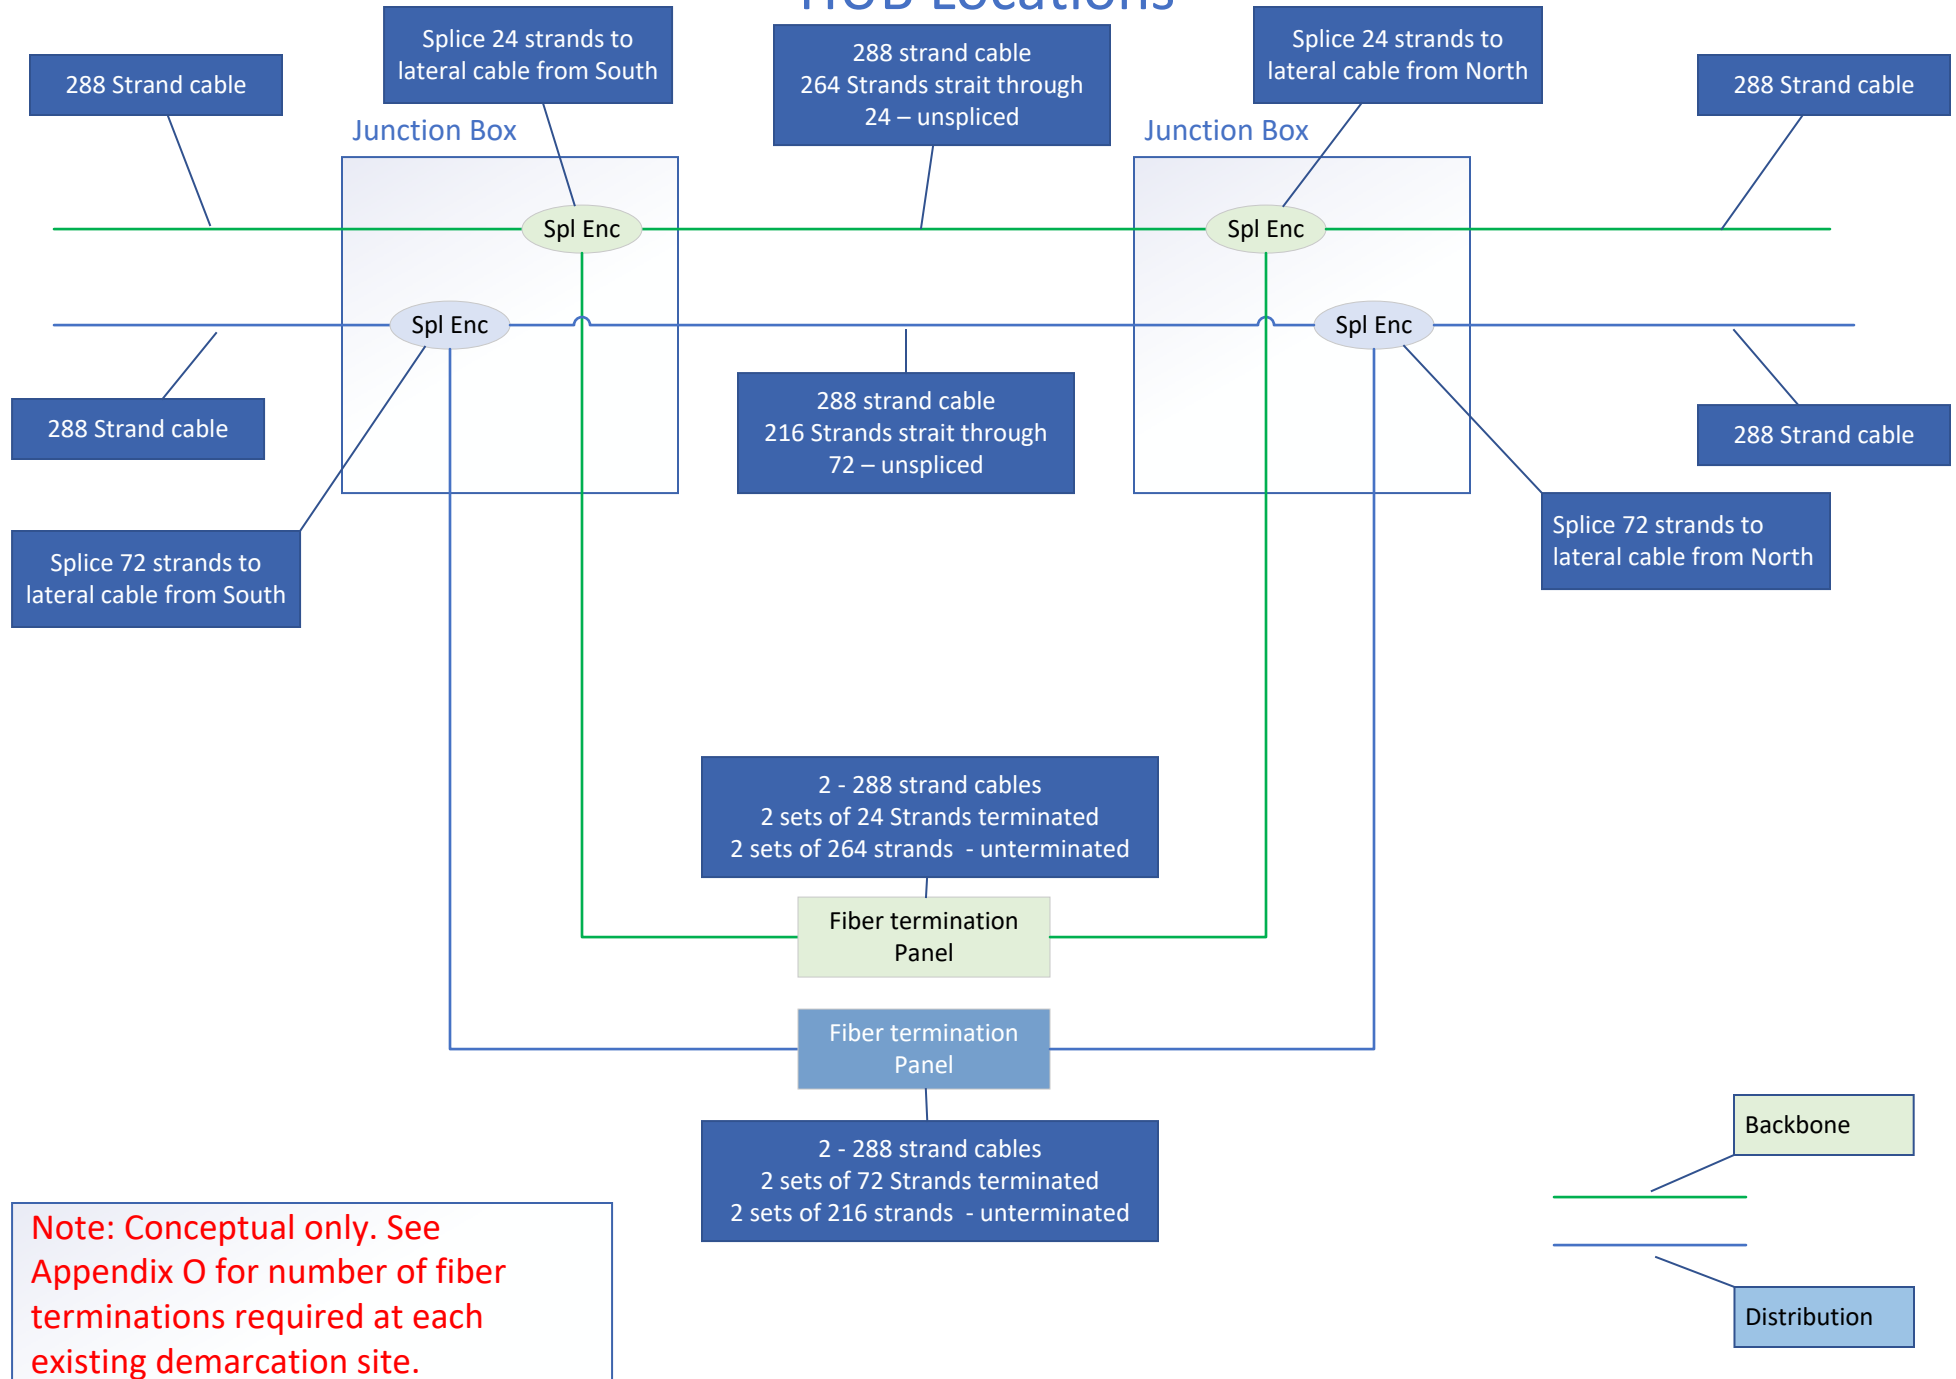 HUB Locations
Splice 24 strands to
lateral cable from South
288 strand cable
264 Strands strait through
24 – unspliced
Splice 24 strands to
lateral cable from North
288 Strand cable
288 Strand cable
Junction Box
Junction Box
Spl Enc
Spl Enc
Spl Enc
Spl Enc
288 Strand cable
288 strand cable
216 Strands strait through
72 – unspliced
288 Strand cable
Splice 72 strands to
lateral cable from South
Splice 72 strands to
lateral cable from North
2 - 288 strand cables
2 sets of 24 Strands terminated
2 sets of 264 strands  - unterminated
Fiber termination
Panel
Fiber termination
Panel
2 - 288 strand cables
2 sets of 72 Strands terminated
2 sets of 216 strands  - unterminated
Backbone
Distribution
Note: Conceptual only. See
Appendix O for number of fiber
terminations required at each
existing demarcation site.